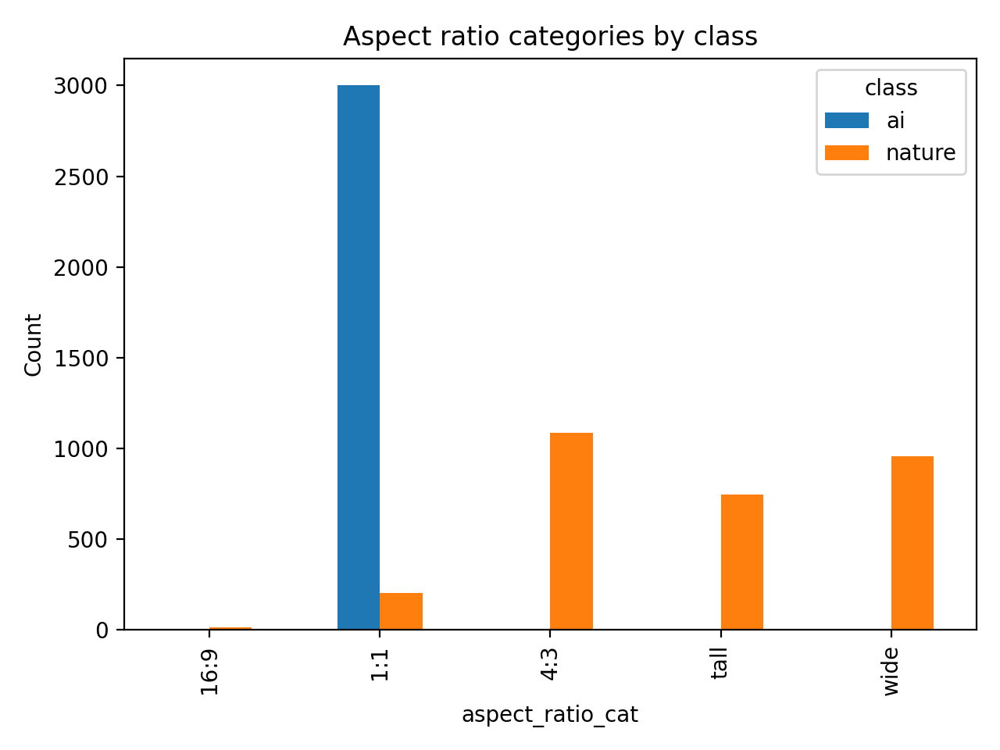 Aspect ratio categories by class
class
ai
nature
3000
2500
2000
1500
1000
500
0
Count
16:9
1:1
4:3
tall
wide
aspect_ratio_cat